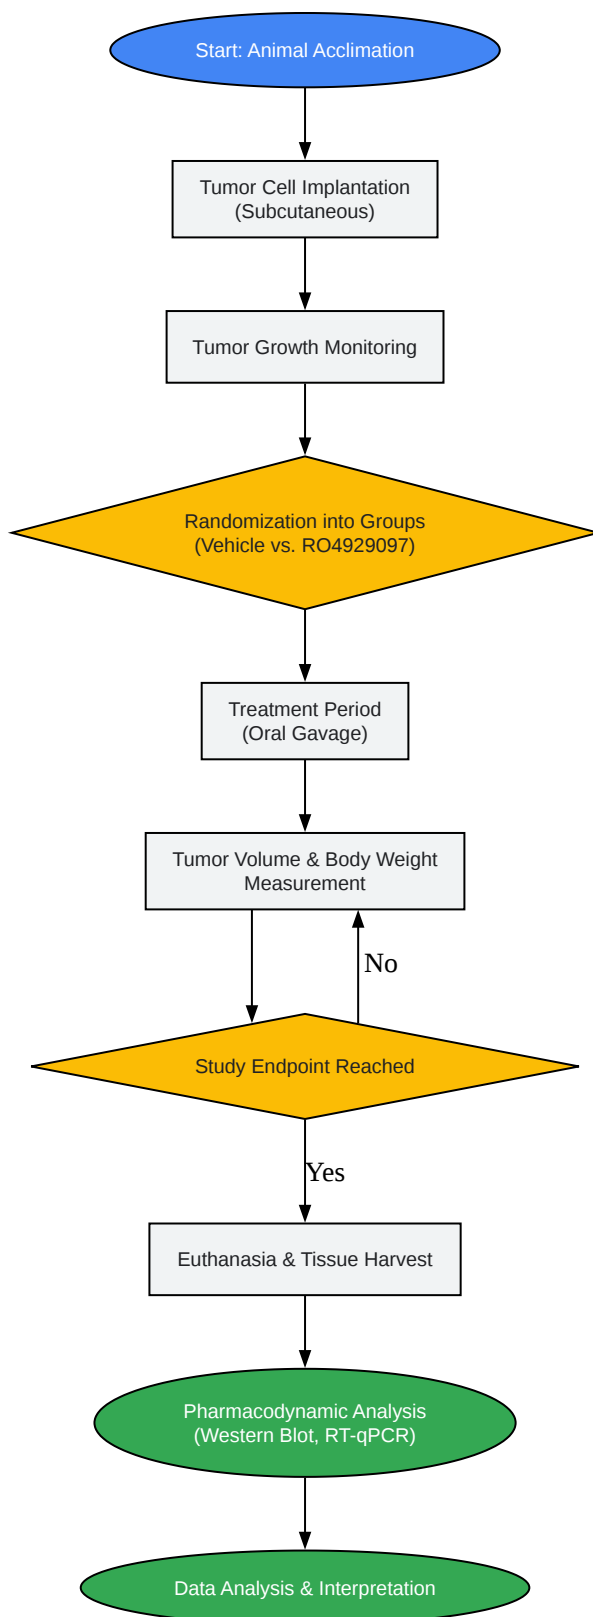 Start: Animal Acclimation
Tumor Cell Implantation
(Subcutaneous)
Tumor Growth Monitoring
Randomization into Groups
(Vehicle vs. RO4929097)
Treatment Period
(Oral Gavage)
Tumor Volume & Body Weight
Measurement
No
Study Endpoint Reached
Yes
Euthanasia & Tissue Harvest
Pharmacodynamic Analysis
(Western Blot, RT-qPCR)
Data Analysis & Interpretation